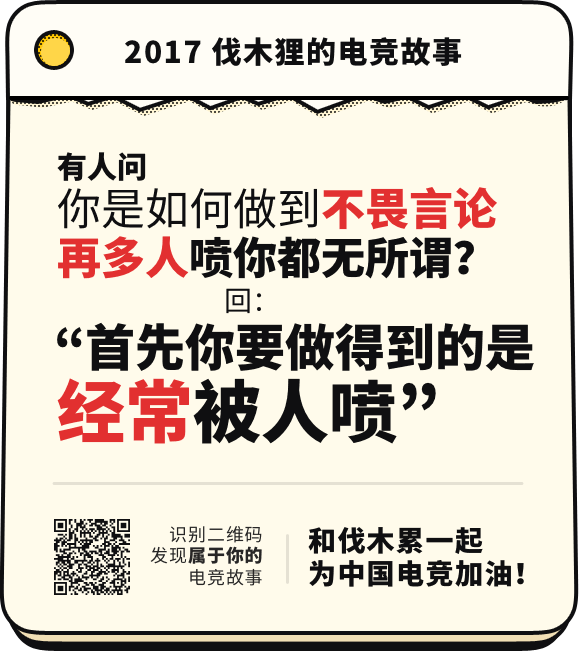 2017 伐木狸的电竞故事
有人问
你是如何做到不畏言论
再多人喷你都无所谓?
回:
“首先你要做得到的是
经常被人喷”
识别二维码
发现属于你的
电竞故事
和伐木累一起
为中国电竞加油!